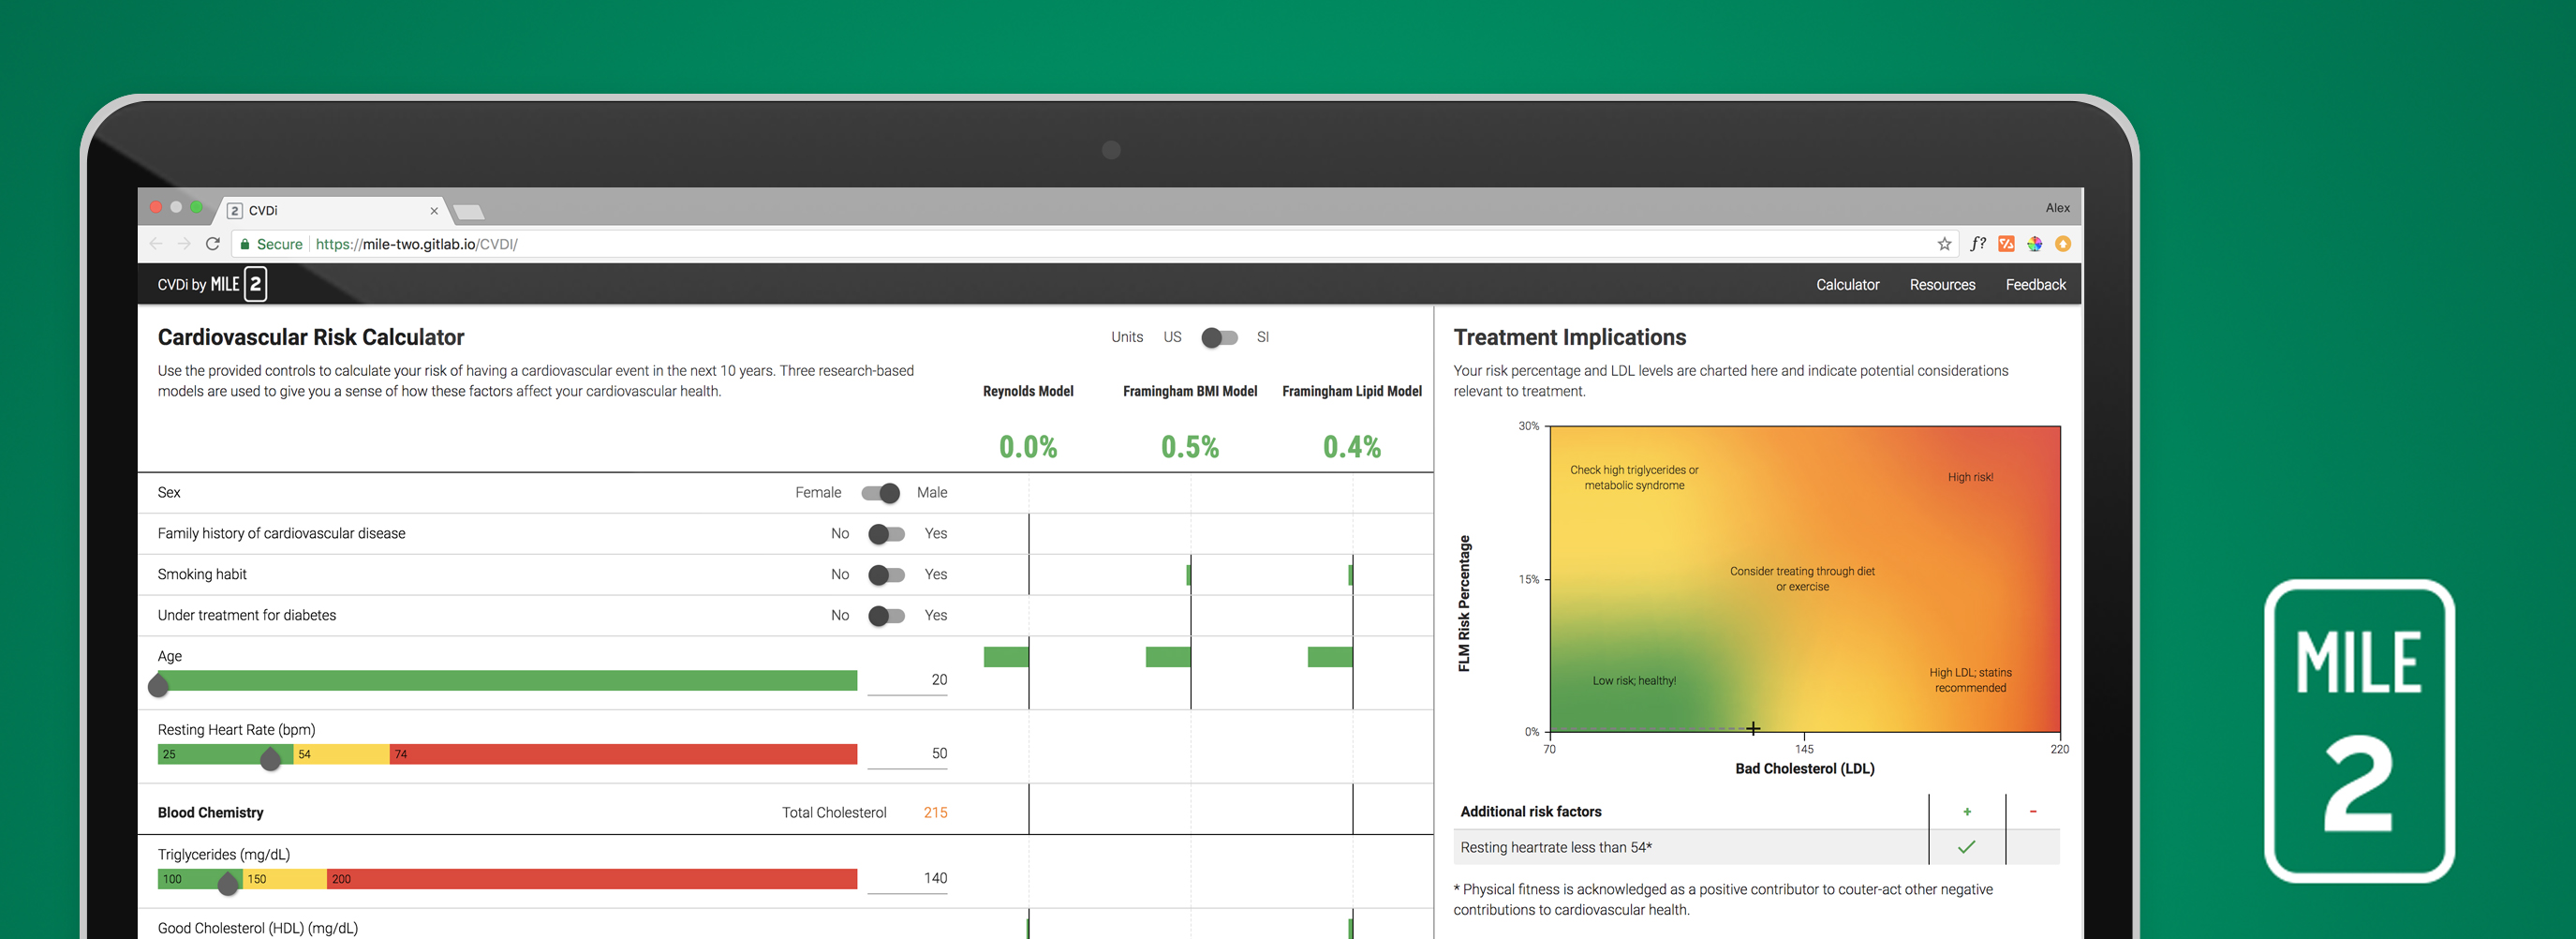 2 CVDi
Alex
Secure https://mile-two.gitlab.io/CVDI/
f?
CVDi by MILE 2
Calculator Resources Feedback
Cardiovascular Risk Calculator
Units US SI
Use the provided controls to calculate your risk of having a cardiovascular event in the next 10 years. Three research-based
models are used to give you a sense of how these factors affect your cardiovascular health.
Reynolds Model Framingham BMI Model Framingham Lipid Model
0.0% 0.5% 0.4%
Sex Female Male
Family history of cardiovascular disease No Yes
Smoking habit No Yes
Under treatment for diabetes No Yes
Age
20
Resting Heart Rate (bpm)
25 54 74 50
Blood Chemistry Total Cholesterol 215
Triglycerides (mg/dL)
100 150 200 140
Good Cholesterol (HDL) (mg/dL)
Treatment Implications
Your risk percentage and LDL levels are charted here and indicate potential considerations
relevant to treatment.
30%
Check high triglycerides or
metabolic syndrome
High risk!
FLM Risk Percentage
15%
Consider treating through diet
or exercise
Low risk; healthy!
High LDL; statins
recommended
0%
70 145 220
Bad Cholesterol (LDL)
Additional risk factors + −
Resting heartrate less than 54*
* Physical fitness is acknowledged as a positive contributor to couter-act other negative
contributions to cardiovascular health.
MILE
2